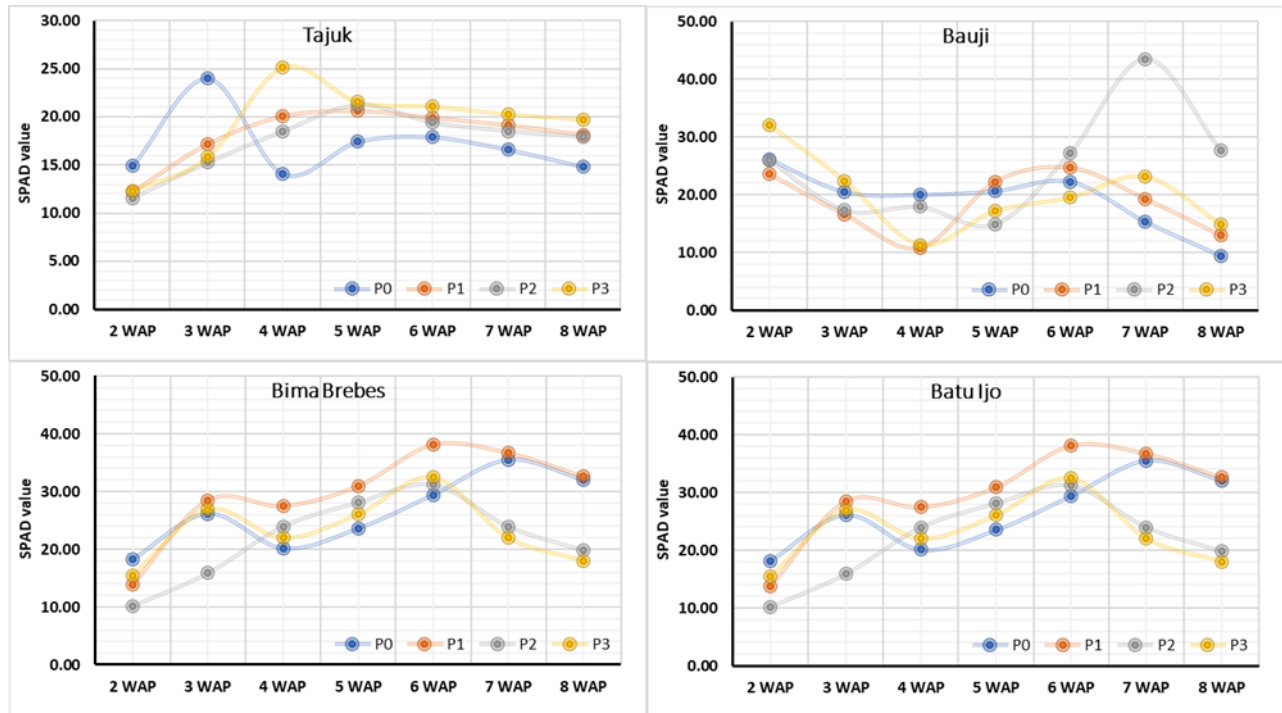 Tajuk
SPAD value
30.00
25.00
20.00
15.00
10.00
5.00
0.00
P0 P1 P2 P3
2 WAP 3 WAP 4 WAP 5 WAP 6 WAP 7 WAP 8 WAP
Bauji
SPAD value
50.00
40.00
30.00
20.00
10.00
0.00
P0 P1 P2 P3
2 WAP 3 WAP 4 WAP 5 WAP 6 WAP 7 WAP 8 WAP
Bima Brebes
SPAD value
50.00
40.00
30.00
20.00
10.00
0.00
P0 P1 P2 P3
2 WAP 3 WAP 4 WAP 5 WAP 6 WAP 7 WAP 8 WAP
Batu Ijo
SPAD value
50.00
40.00
30.00
20.00
10.00
0.00
P0 P1 P2 P3
2 WAP 3 WAP 4 WAP 5 WAP 6 WAP 7 WAP 8 WAP